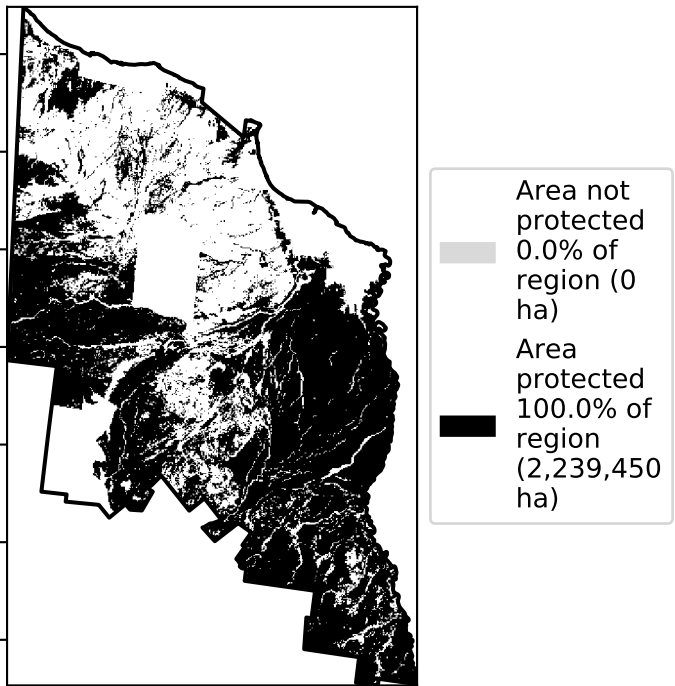 Area not
protected
0.0% of
region (0
ha)
Area
protected
100.0% of
region
(2,239,450
ha)